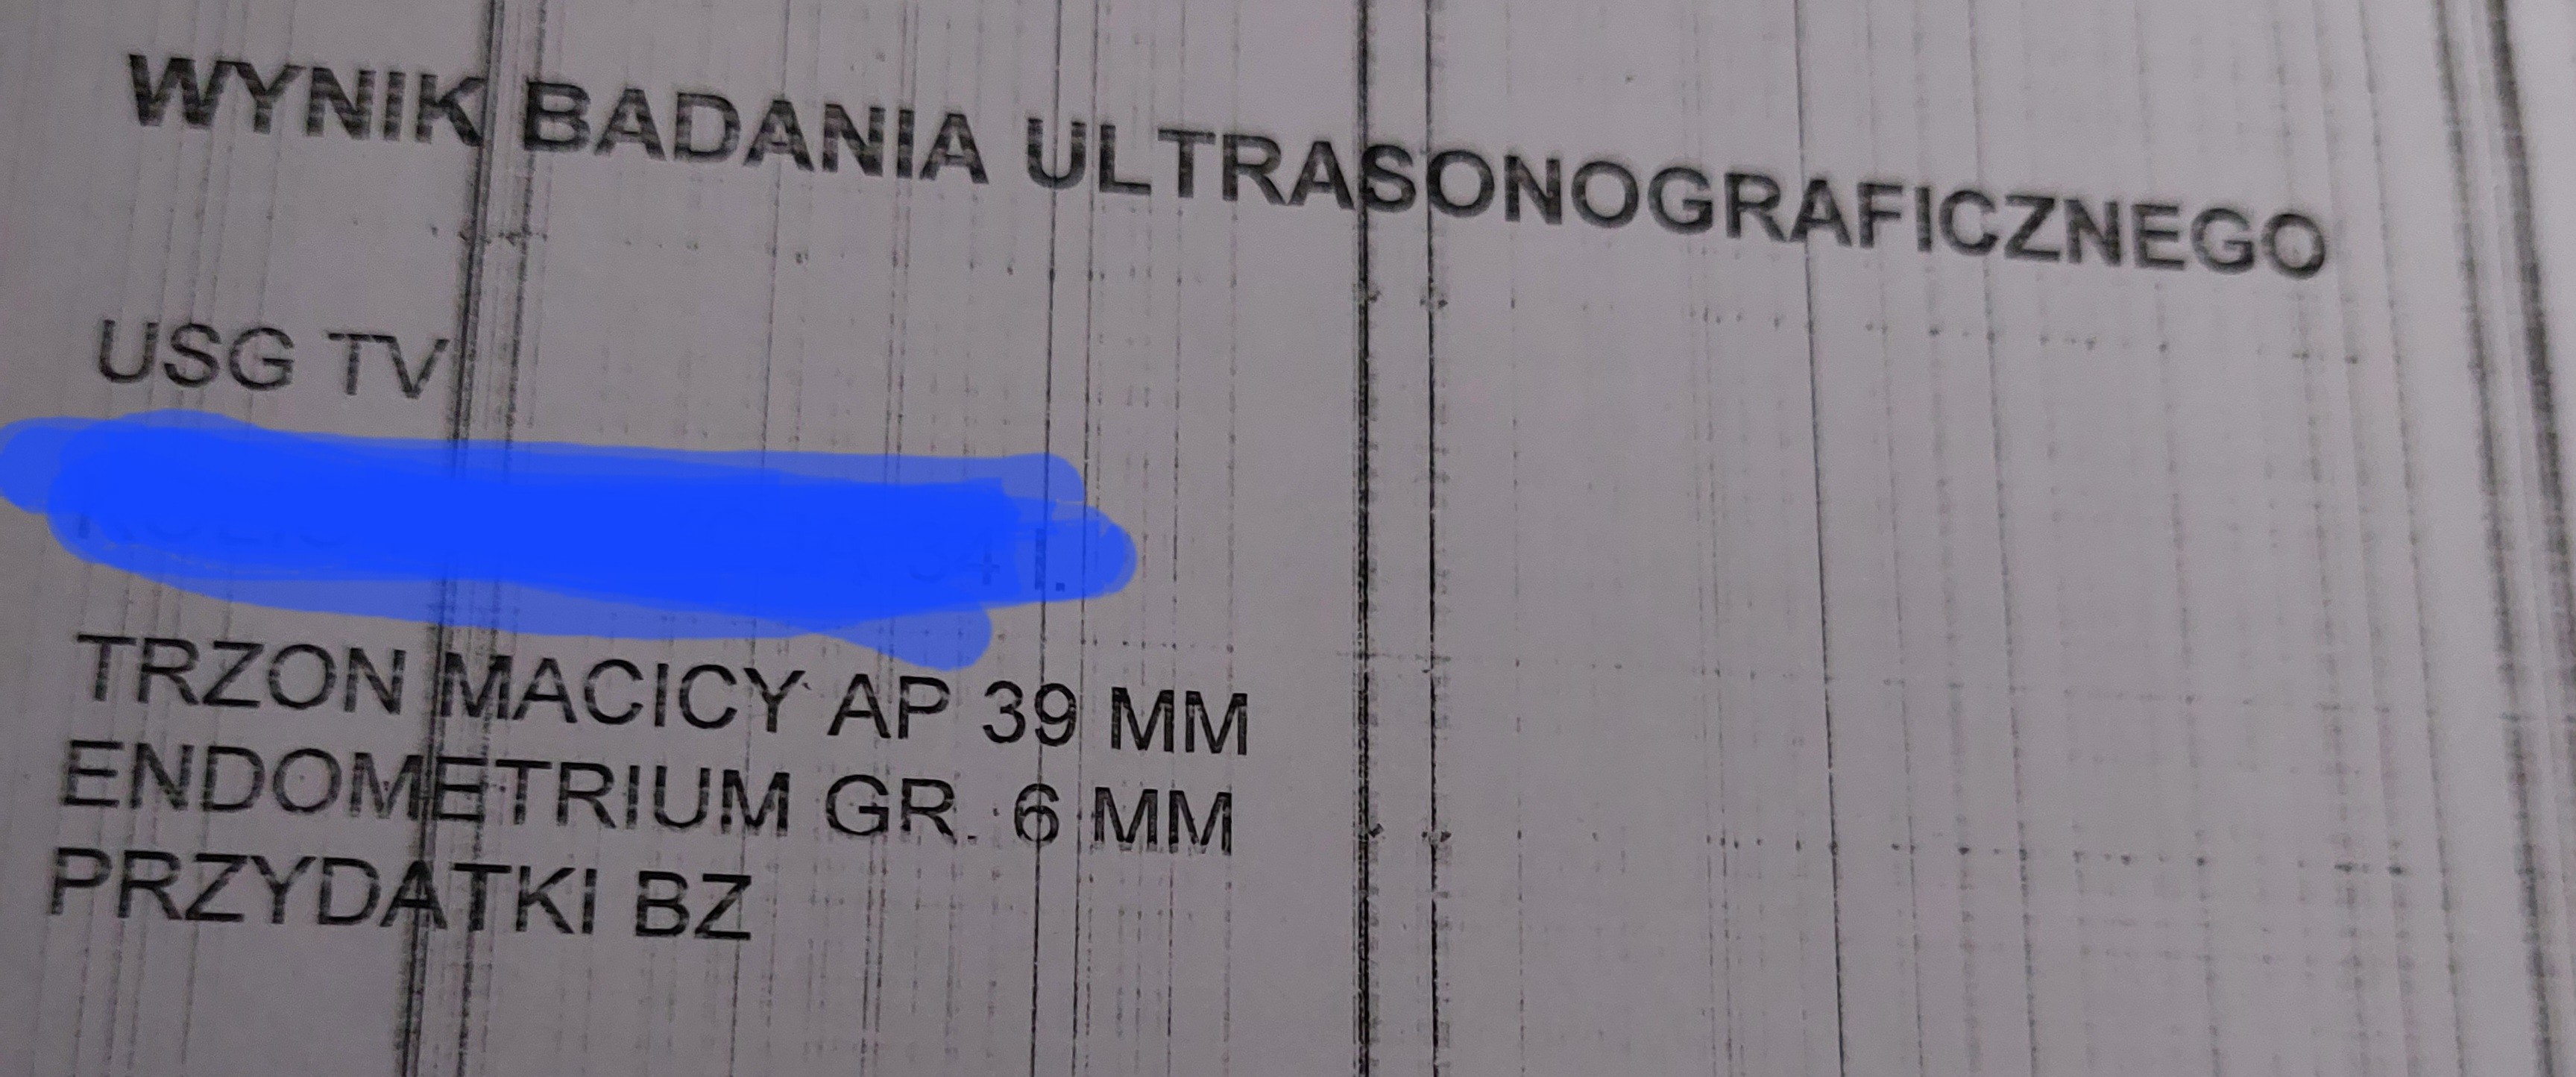 WYNIK BADANIA ULTRASONOGRAFICZNEGO
USG TV
TRZON MACICY AP 39 MM
ENDOMETRIUM GR. 6 MM
PRZYDATKI BZ